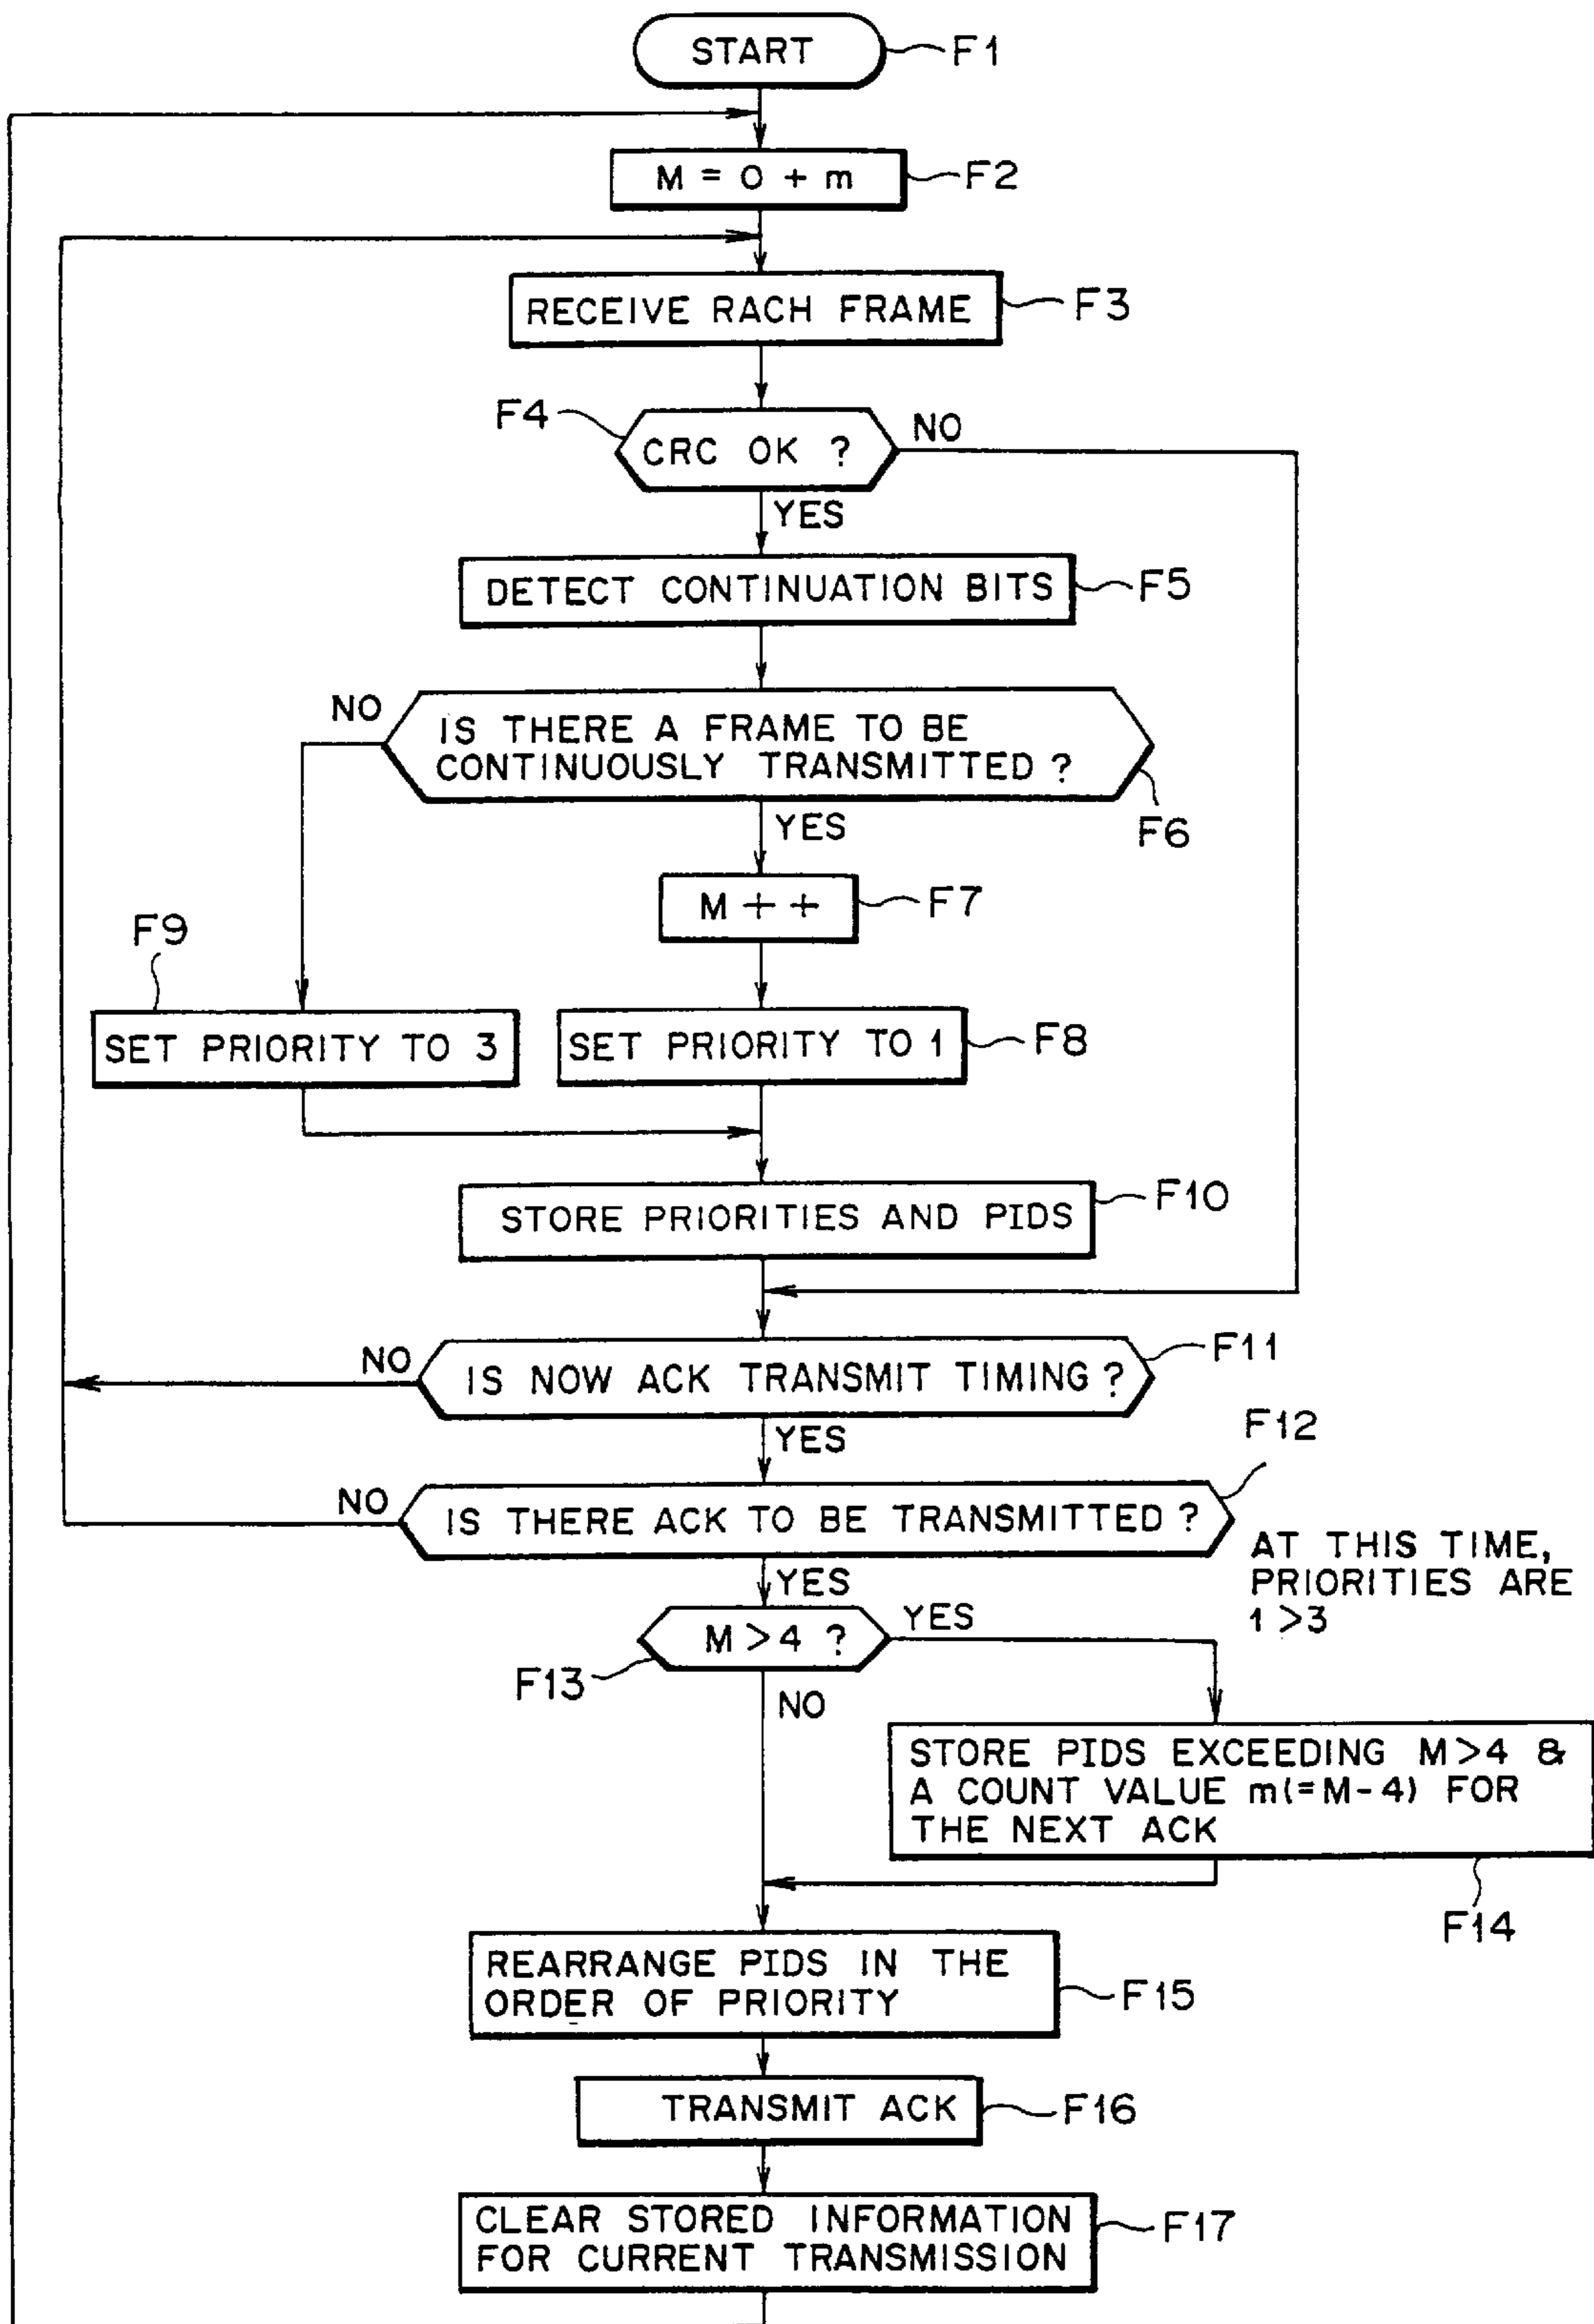 START
F1
M = 0 + m
F2
RECEIVE RACH FRAME
F3
F4
CRC OK ?
NO
YES
DETECT CONTINUATION BITS
F5
NO
IS THERE A FRAME TO BE
CONTINUOUSLY TRANSMITTED ?
F6
YES
M + +
F7
F9
SET PRIORITY TO 3
SET PRIORITY TO 1
F8
STORE PRIORITIES AND PIDS
F10
NO
IS NOW ACK TRANSMIT TIMING ?
F11
YES
F12
NO
IS THERE ACK TO BE TRANSMITTED ?
AT THIS TIME,
PRIORITIES ARE
1 >3
YES
M > 4 ?
YES
F13
NO
STORE PIDS EXCEEDING M>4 &
A COUNT VALUE m(=M-4) FOR
THE NEXT ACK
F14
REARRANGE PIDS IN THE
ORDER OF PRIORITY
F15
TRANSMIT ACK
F16
CLEAR STORED INFORMATION
FOR CURRENT TRANSMISSION
F17